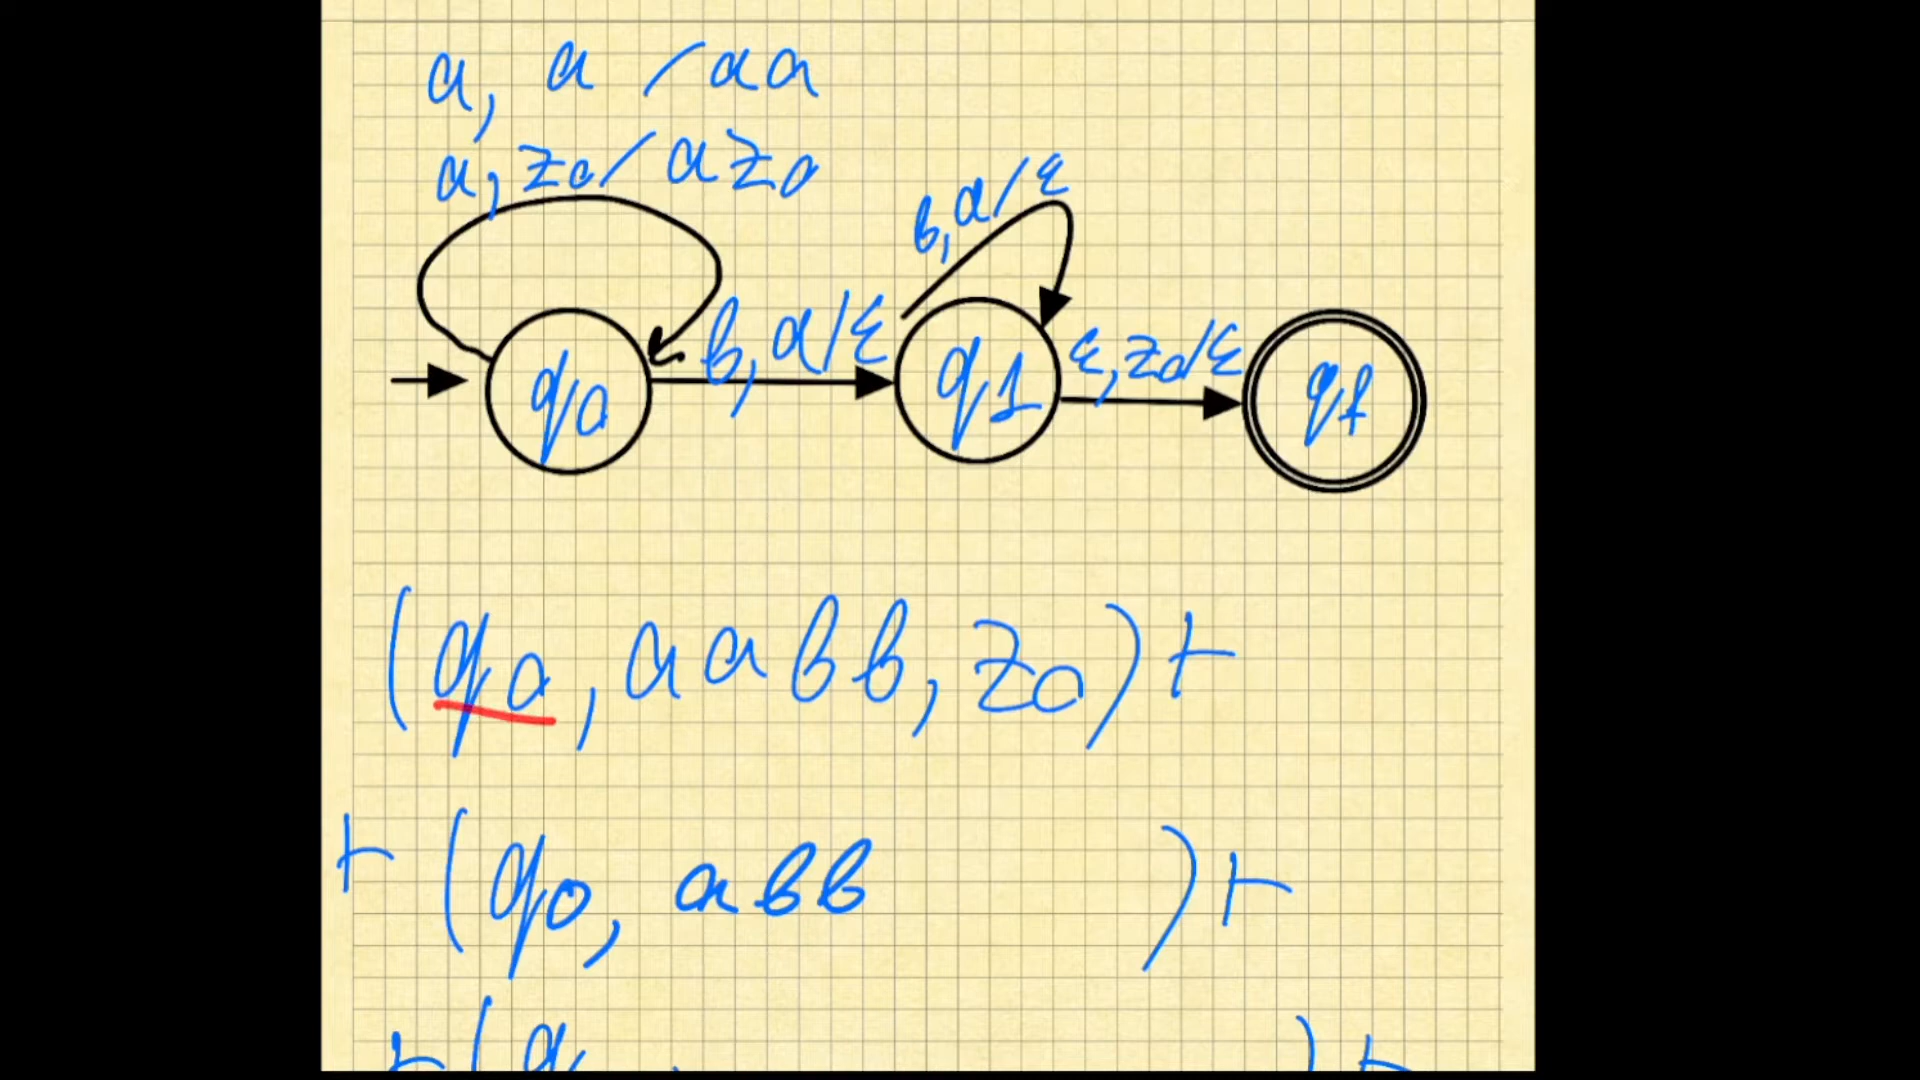 a, a / aa
a, z0 / az0
b, a/ε
b, a/ε
ε, z0/ε
q0
q1
qf
(q0, aabb, z0) ⊢
⊢ (q0, abb ) ⊢
⊢ (q , ) ⊢